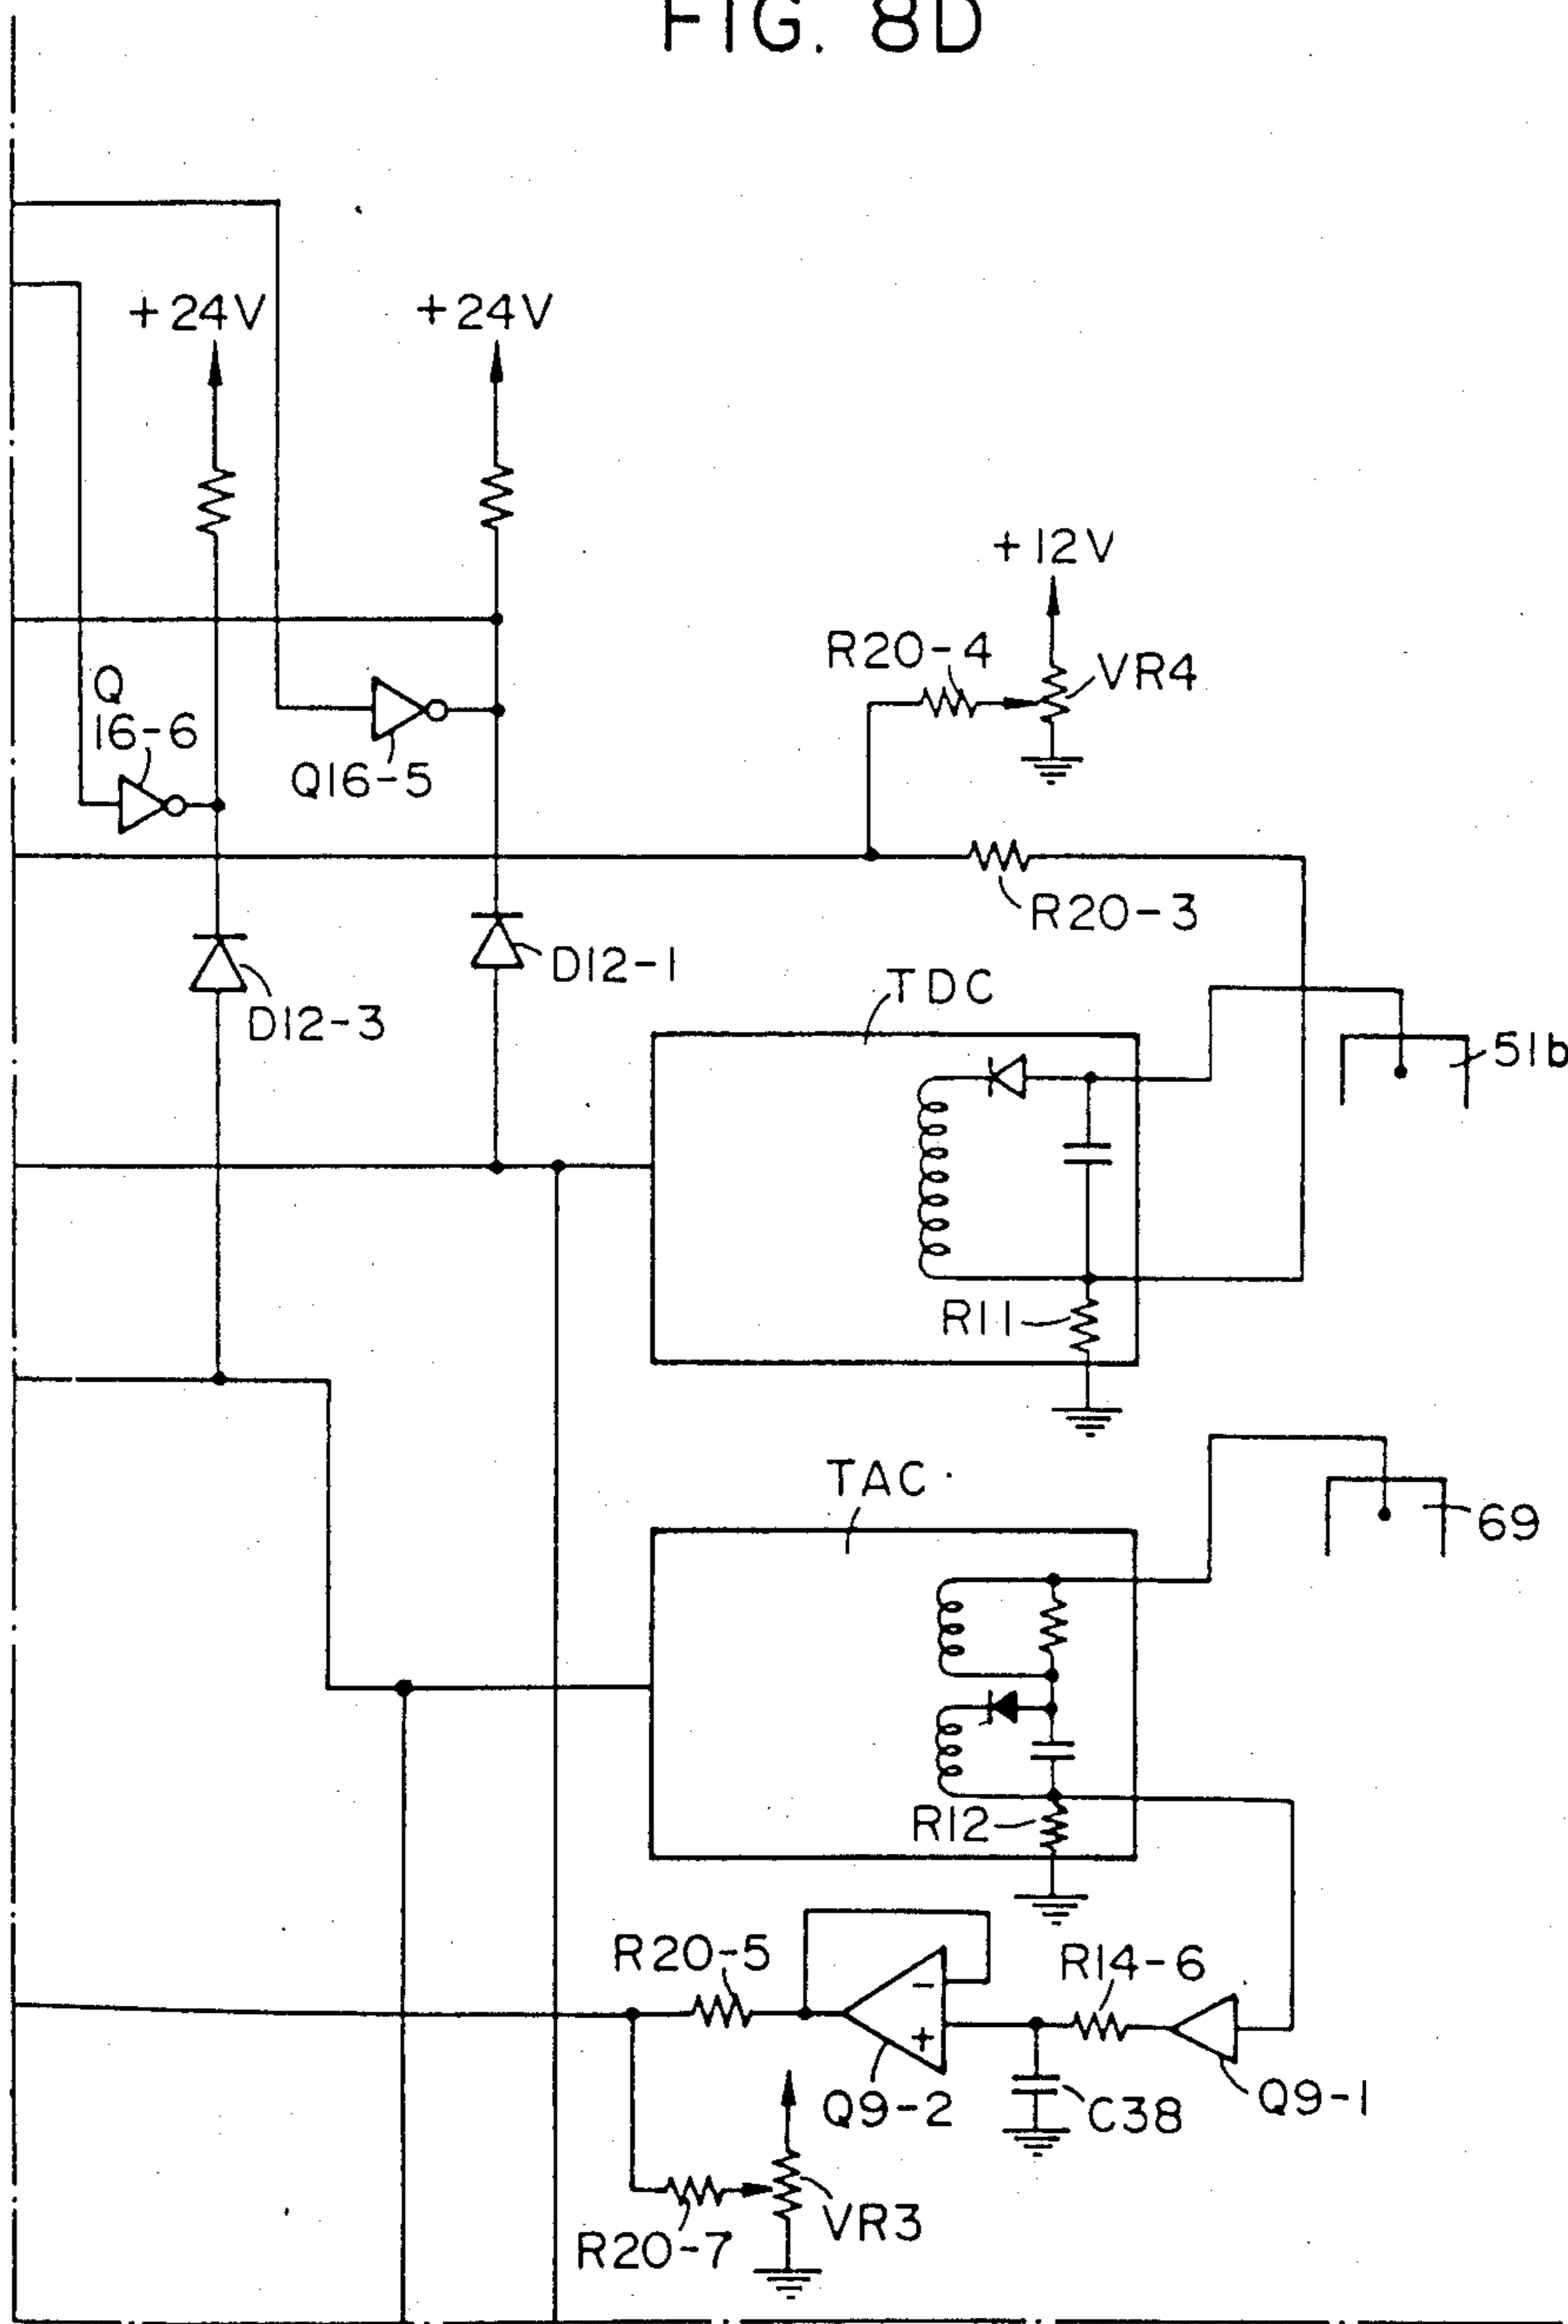 FIG. 8D
+24V
+24V
+12V
R20-4
VR4
Q
16-6
Q16-5
R20-3
D12-1
TDC
D12-3
51b
R11
TAC
69
R12
R20-5
R14-6
-
+
Q9-2
C38
Q9-1
VR3
R20-7